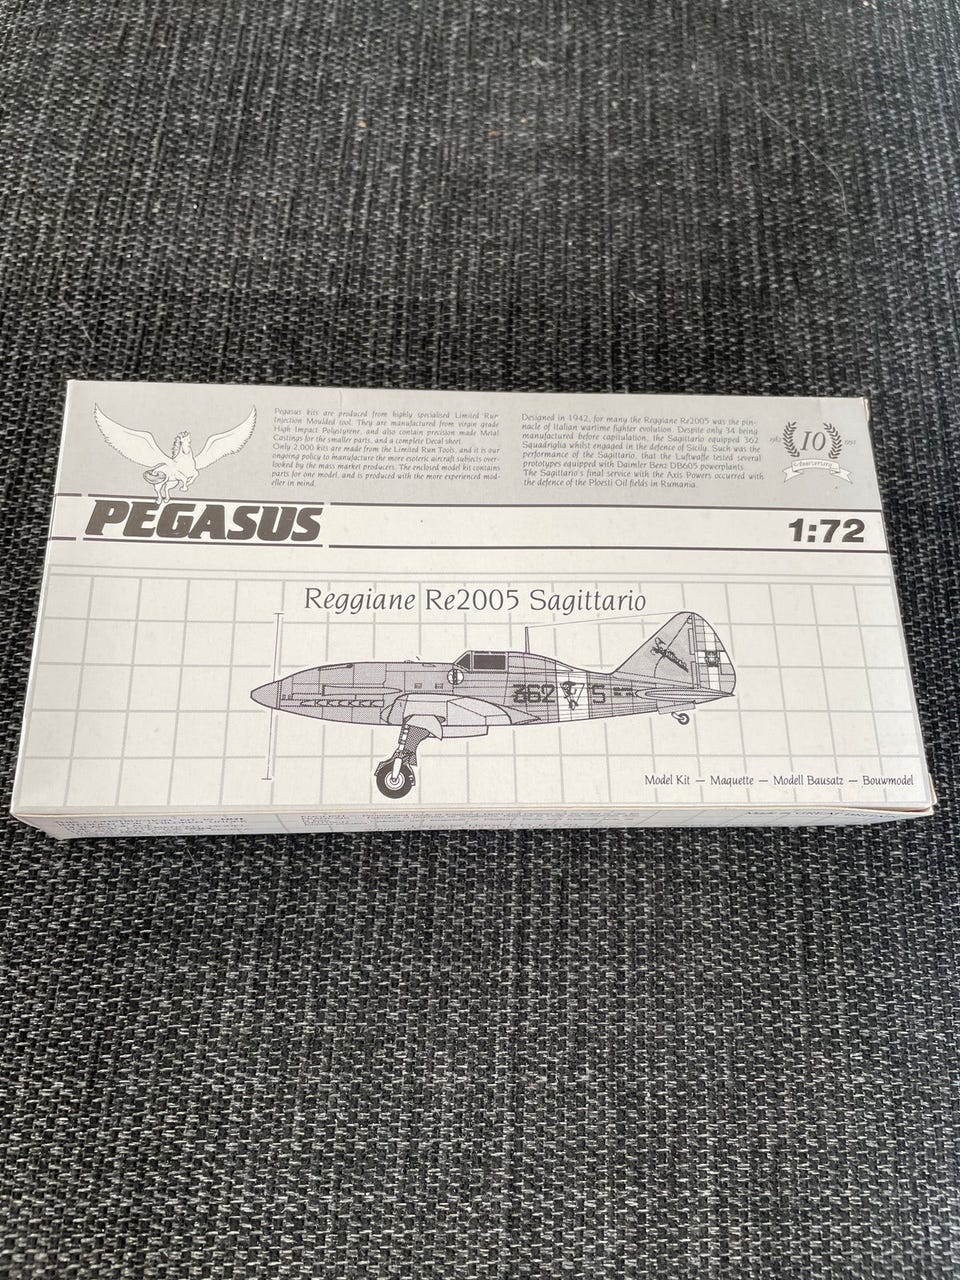 Pegasus kits are produced from highly specialised Limited Run
Injection Moulded tool. They are manufactured from virgin grade
High Impact Polystyrene, and also contain provision made Metal
Castings for the smaller parts, and a complete Decal sheet.
Only 2,000 kits are made from the Limited Run Tools, and it is our
ongoing policy to manufacture the more esoteric aircraft subjects over-
looked by the mass market producers. The enclosed model kit contains
parts for one model, and is produced with the more experienced mod-
eller in mind.
Designed in 1942, for many the Reggiane Re2005 was the pin-
nacle of Italian wartime fighter evolution. Despite only 34 being
manufactured before capitulation, the Sagittario equipped 362
Squadriglia whilst engaged in the defence of Sicily. Such was the
performance of the Sagittario, that the Luftwaffe tested several
prototypes equipped with Daimler Benz DB605 powerplants.
The Sagittario's final service with the Axis Powers occurred with
the defence of the Ploesti Oil fields in Rumania.
10
Anniversary
PEGASUS
1:72
Reggiane Re2005 Sagittario
362 5
Model Kit — Maquette — Modell Bausatz — Bouwmodel